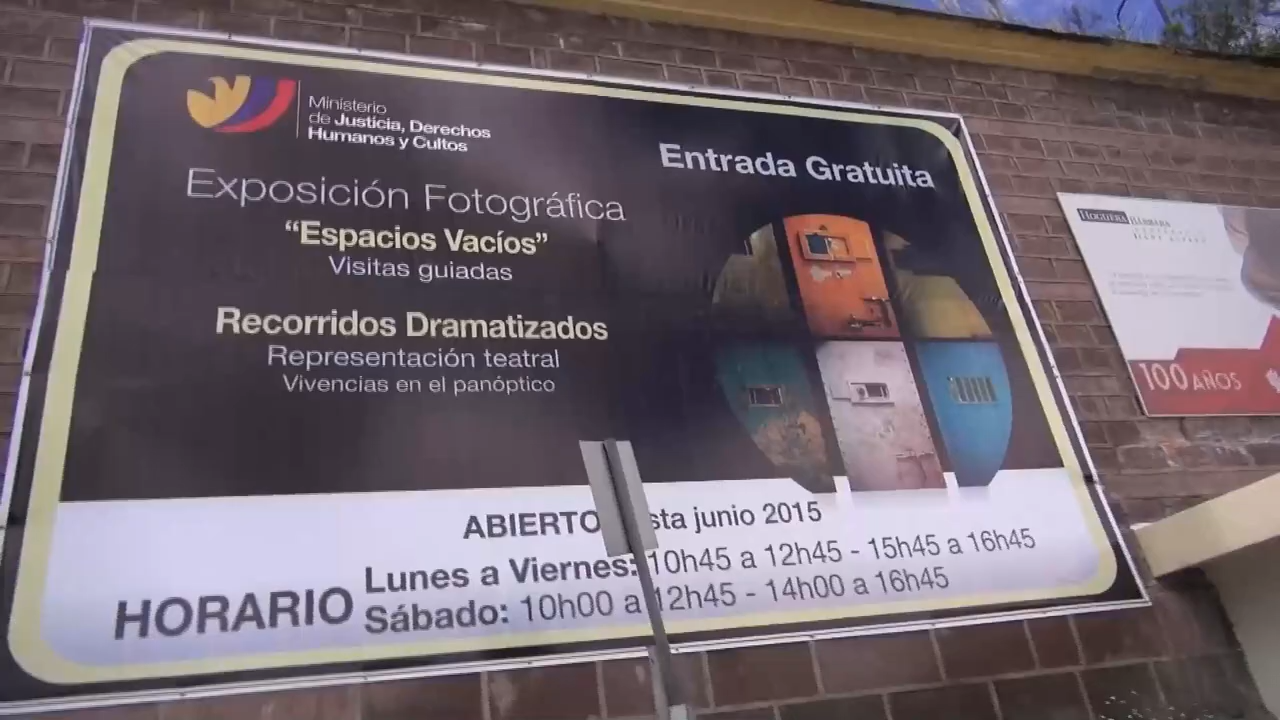 Ministerio
de Justicia, Derechos
Humanos y Cultos
Entrada Gratuita
Exposición Fotográfica
“Espacios Vacíos”
Visitas guiadas
Recorridos Dramatizados
Representación teatral
Vivencias en el panóptico
ABIERTO sta junio 2015
HORARIO
Lunes a Viernes: 10h45 a 12h45 - 15h45 a 16h45
Sábado: 10h00 a 12h45 - 14h00 a 16h45
100 AÑOS